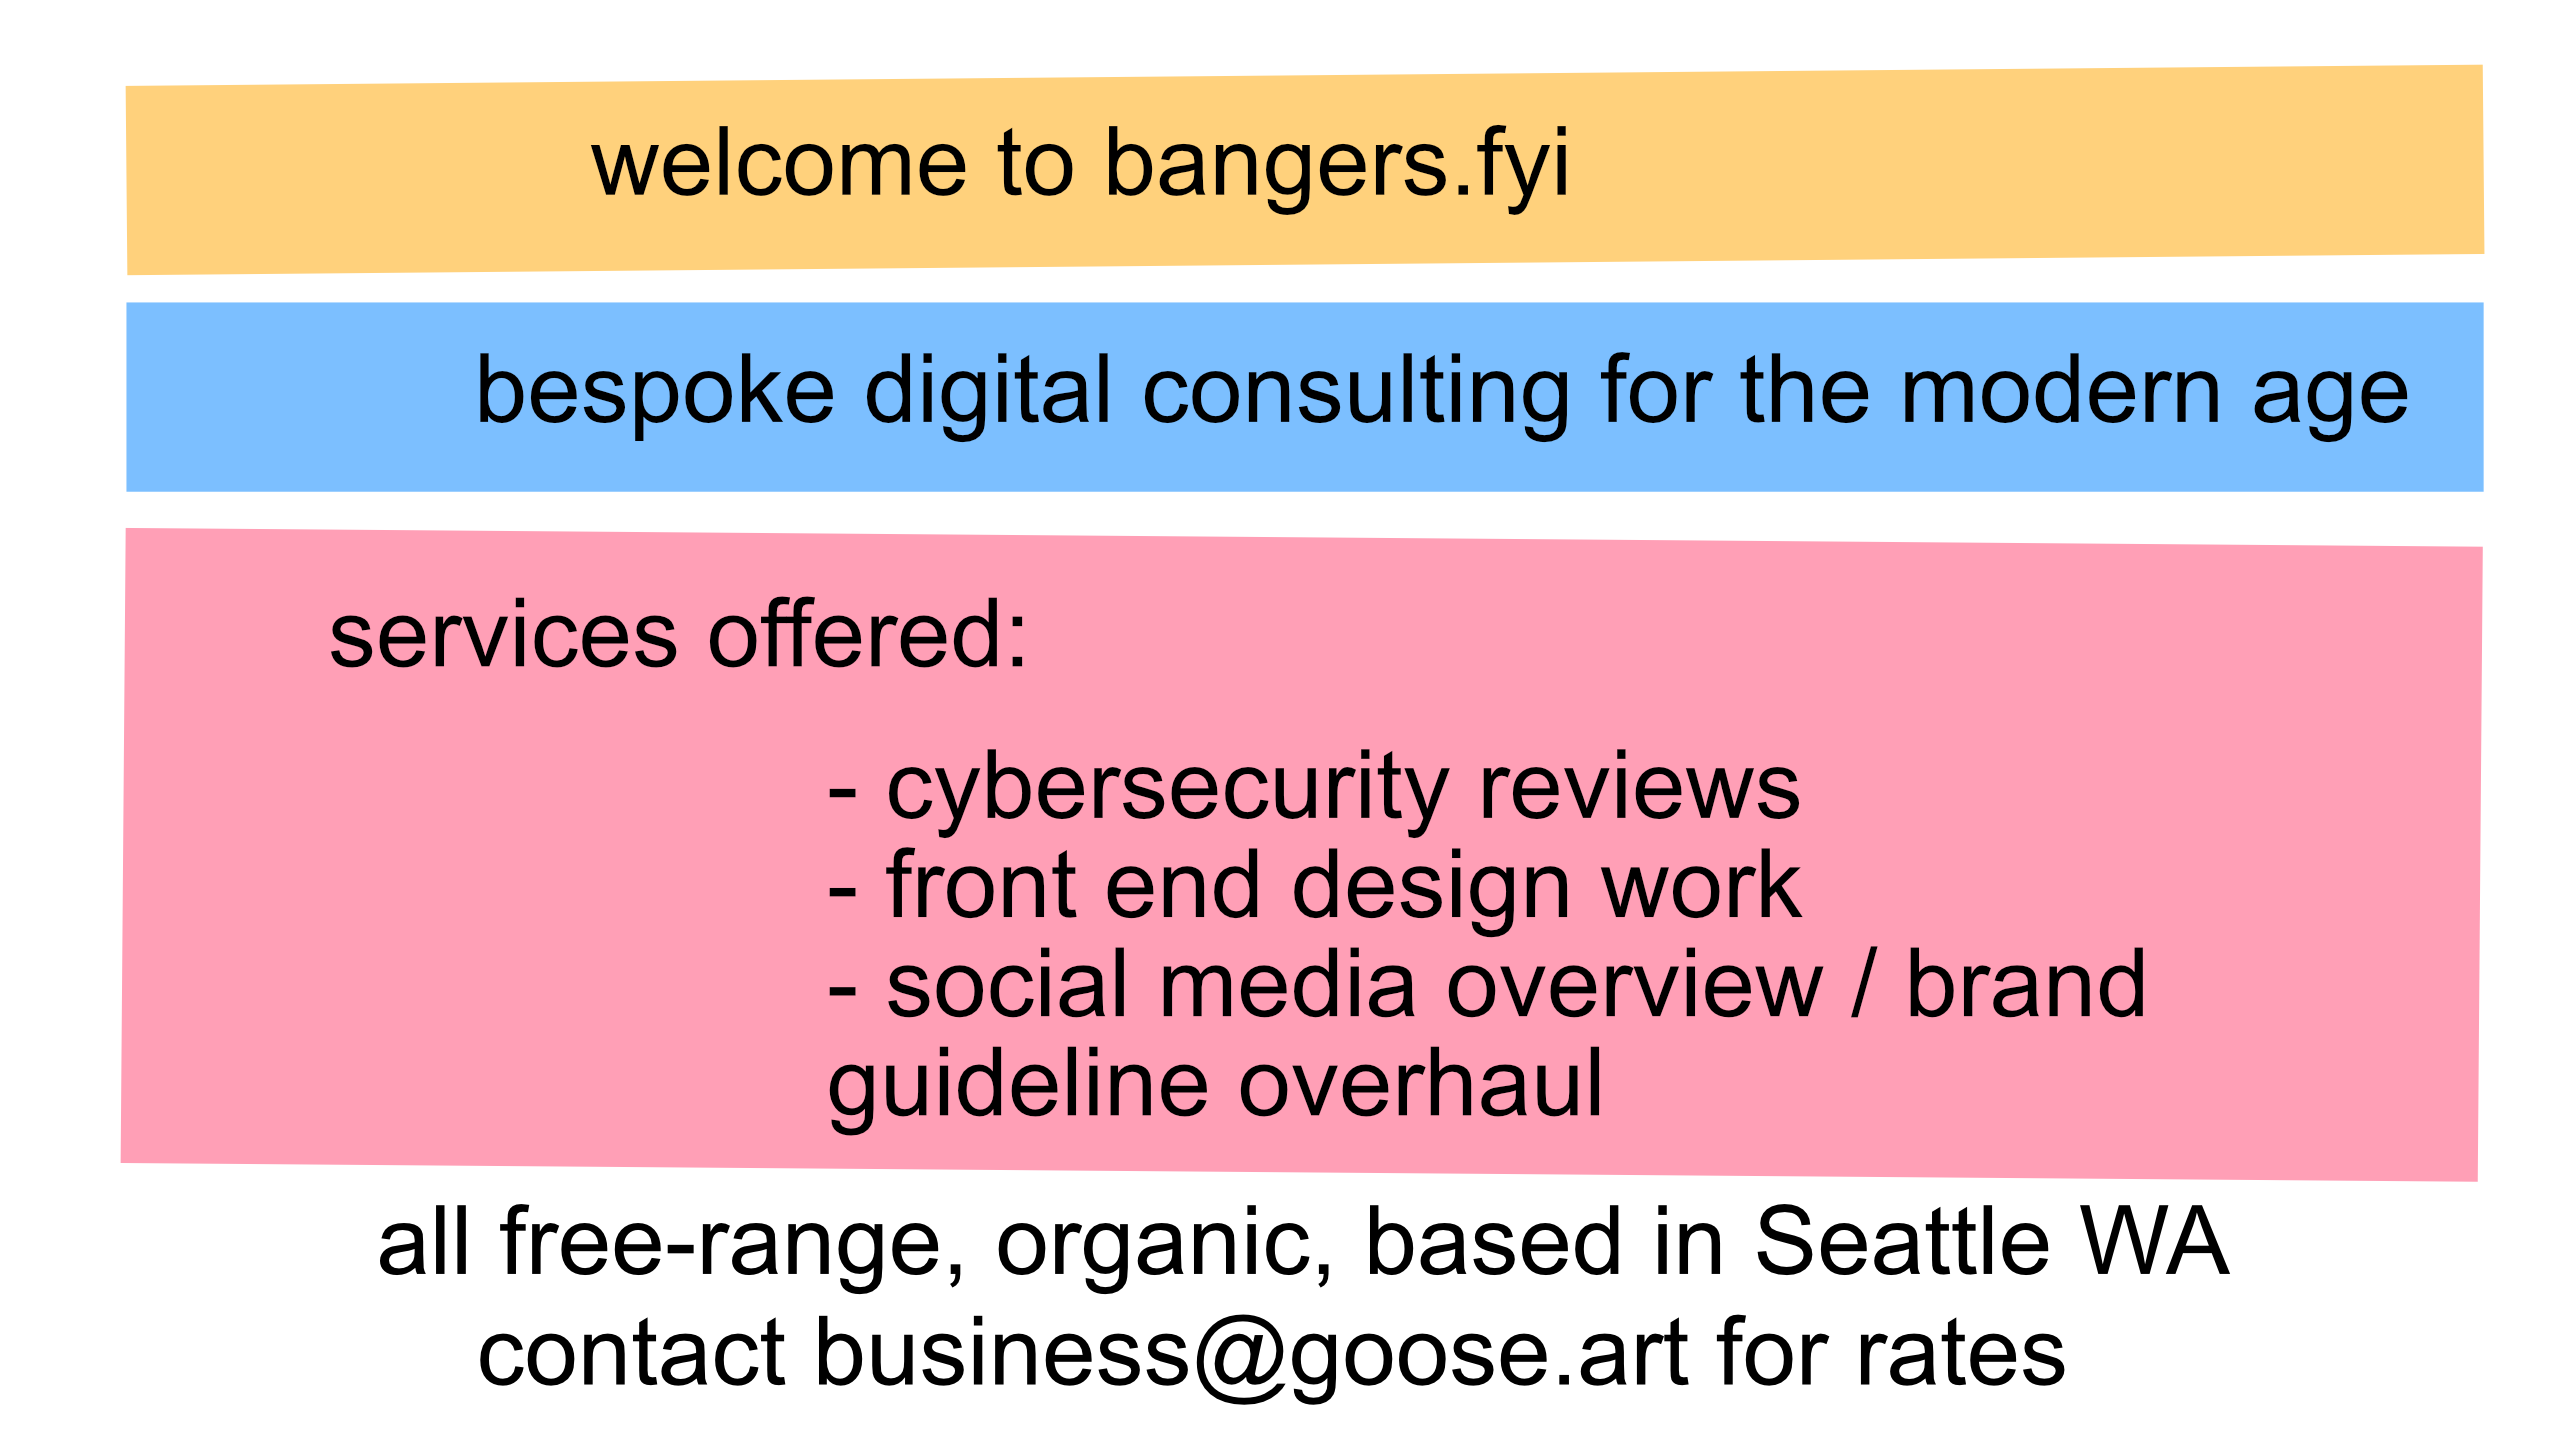 welcome to bangers.fyi
bespoke digital consulting for the modern age
services offered:
- cybersecurity reviews
- front end design work
- social media overview / brand
guideline overhaul
all free-range, organic, based in Seattle WA
contact business@goose.art for rates